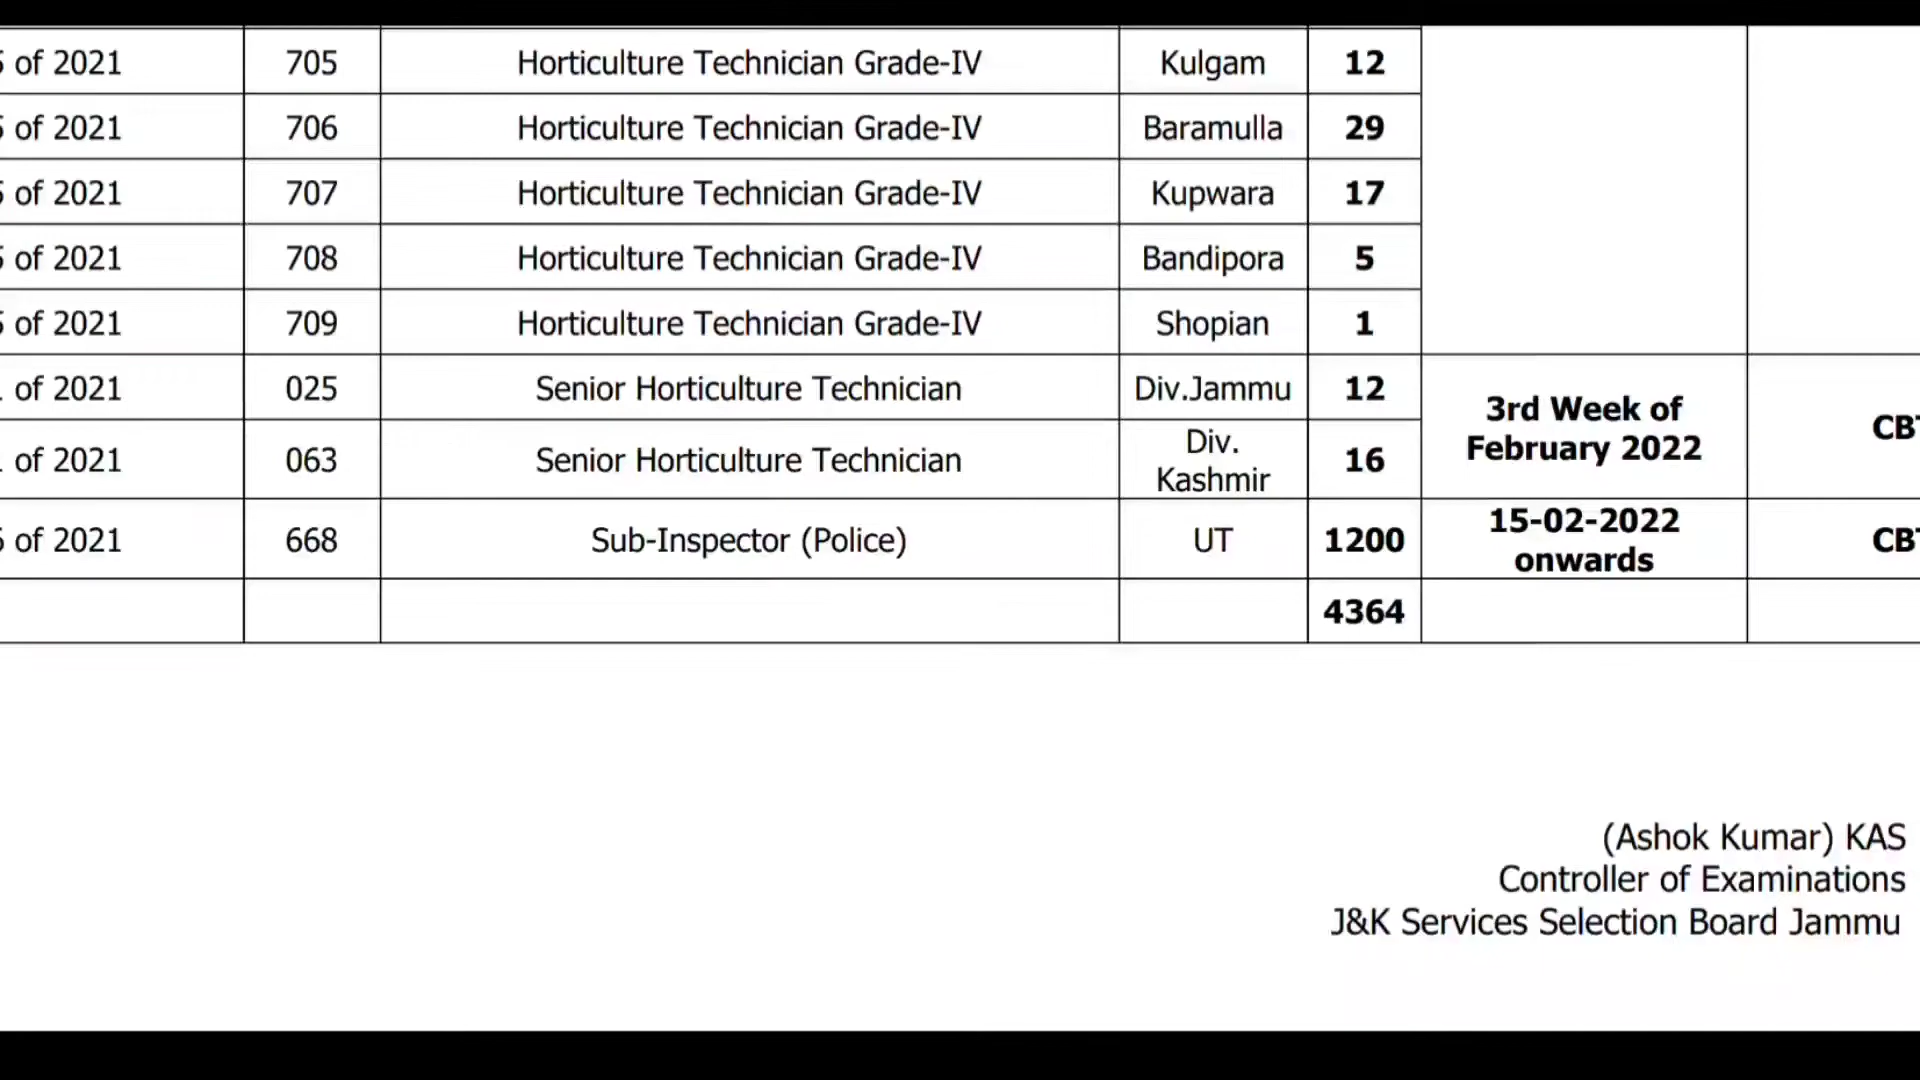 of 2021 705 Horticulture Technician Grade-IV Kulgam 12
of 2021 706 Horticulture Technician Grade-IV Baramulla 29
of 2021 707 Horticulture Technician Grade-IV Kupwara 17
of 2021 708 Horticulture Technician Grade-IV Bandipora 5
of 2021 709 Horticulture Technician Grade-IV Shopian 1
of 2021 025 Senior Horticulture Technician Div.Jammu 12
3rd Week of
February 2022
of 2021 063 Senior Horticulture Technician Div.
Kashmir 16
of 2021 668 Sub-Inspector (Police) UT 1200 15-02-2022
onwards
4364
(Ashok Kumar) KAS
Controller of Examinations
J&K Services Selection Board Jammu